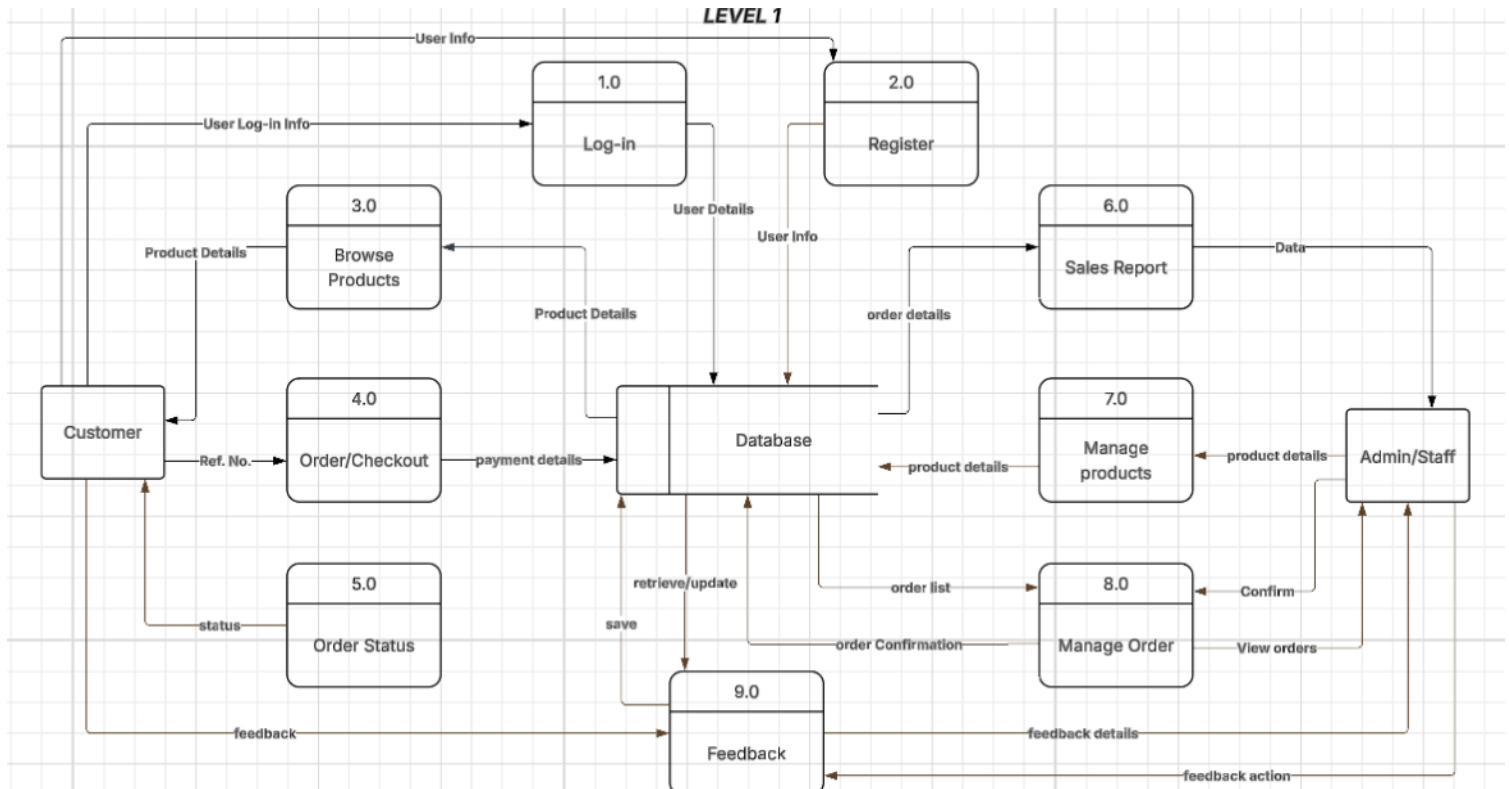 LEVEL 1
User Info
1.0
2.0
User Log-in Info
Log-in
Register
3.0
6.0
User Details
User Info
Product Details
Browse
Products
Sales Report
Data
Product Details
order details
4.0
7.0
Customer
Database
Ref. No.
Order/Checkout
payment details
product details
Manage
products
product details
Admin/Staff
5.0
8.0
retrieve/update
order list
Confirm
status
save
Order Status
order Confirmation
Manage Order
View orders
9.0
feedback
Feedback
feedback details
feedback action